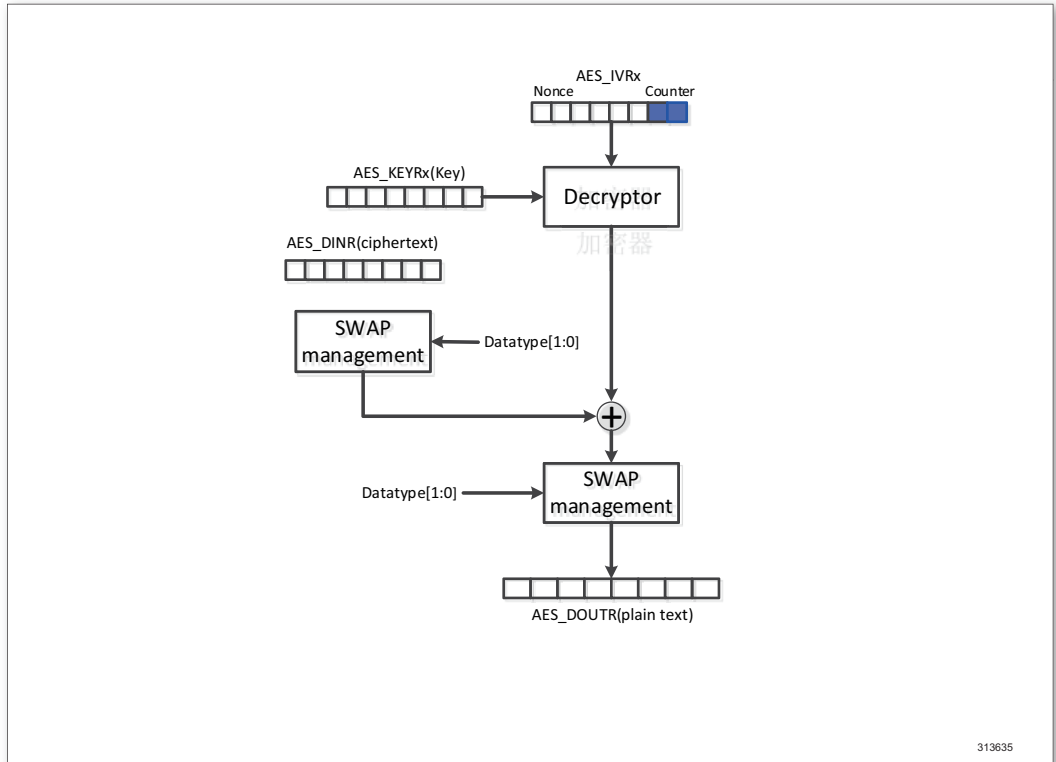 AES_IVRx
Nonce
Counter
AES_KEYRx(Key)
Decryptor
加密器
AES_DINR(ciphertext)
SWAP
management
Datatype[1:0]
SWAP
management
Datatype[1:0]
AES_DOUTR(plain text)
313635